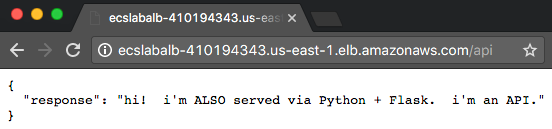 ecslabalb-410194343.us-eas
ecslabalb-410194343.us-east-1.elb.amazonaws.com/api
{
  "response": "hi!  i'm ALSO served via Python + Flask.  i'm an API."
}